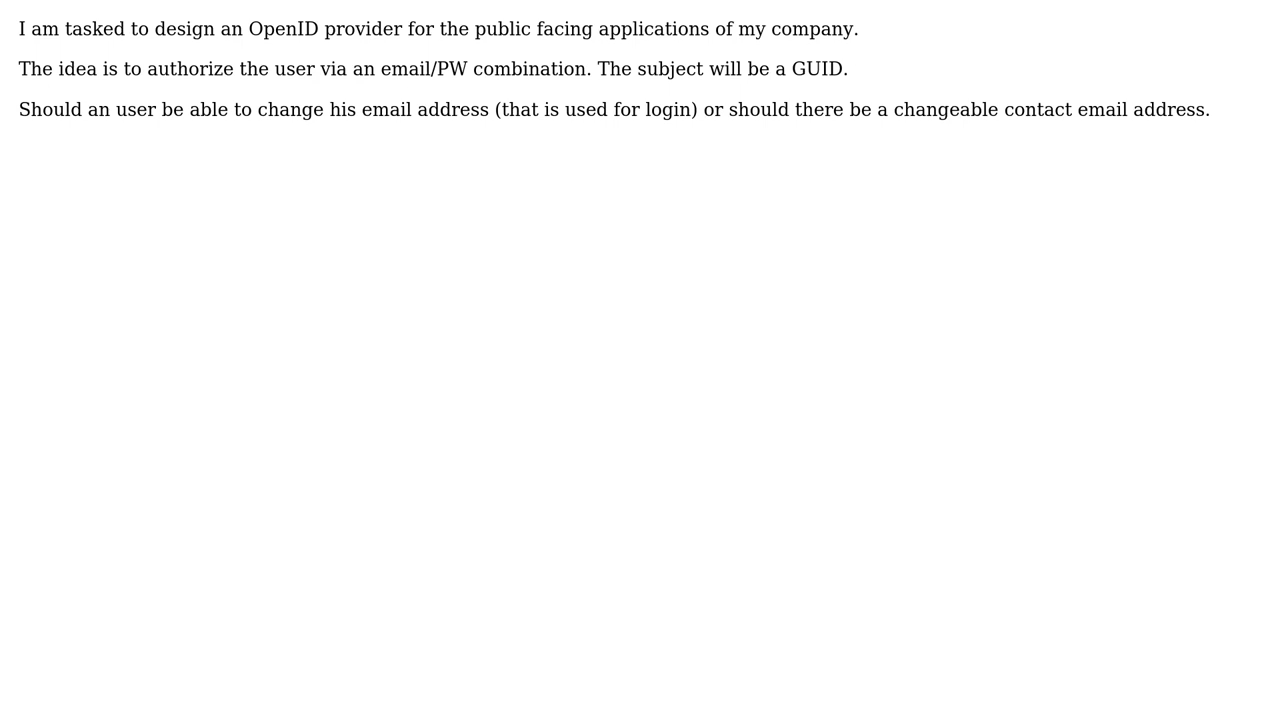 I am tasked to design an OpenID provider for the public facing applications of my company.
The idea is to authorize the user via an email/PW combination. The subject will be a GUID.
Should an user be able to change his email address (that is used for login) or should there be a changeable contact email address.